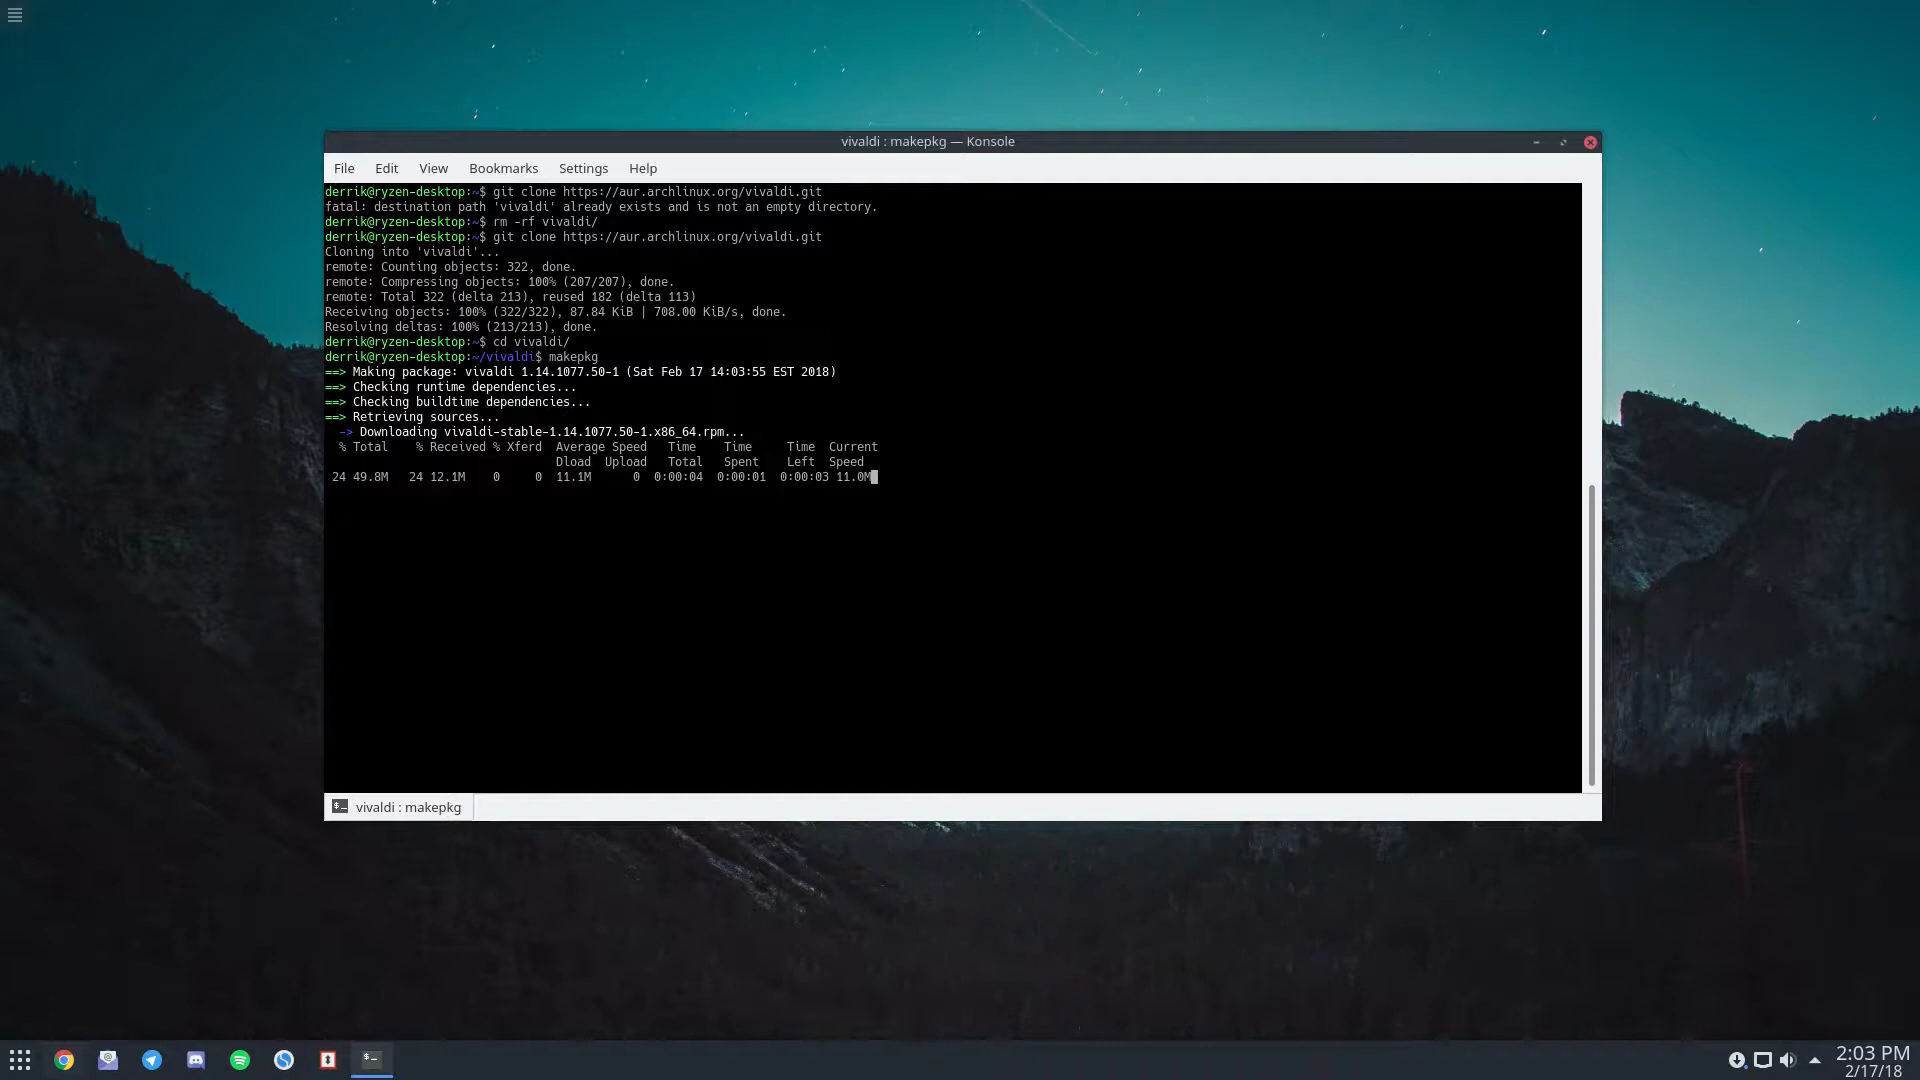 vivaldi : makepkg — Konsole
File Edit View Bookmarks Settings Help
derrik@ryzen-desktop:~$ git clone https://aur.archlinux.org/vivaldi.git
fatal: destination path 'vivaldi' already exists and is not an empty directory.
derrik@ryzen-desktop:~$ rm -rf vivaldi/
derrik@ryzen-desktop:~$ git clone https://aur.archlinux.org/vivaldi.git
Cloning into 'vivaldi'...
remote: Counting objects: 322, done.
remote: Compressing objects: 100% (207/207), done.
remote: Total 322 (delta 213), reused 182 (delta 113)
Receiving objects: 100% (322/322), 87.84 KiB | 708.00 KiB/s, done.
Resolving deltas: 100% (213/213), done.
derrik@ryzen-desktop:~$ cd vivaldi/
derrik@ryzen-desktop:~/vivaldi$ makepkg
==> Making package: vivaldi 1.14.1077.50-1 (Sat Feb 17 14:03:55 EST 2018)
==> Checking runtime dependencies...
==> Checking buildtime dependencies...
==> Retrieving sources...
  -> Downloading vivaldi-stable-1.14.1077.50-1.x86_64.rpm...
  % Total    % Received % Xferd  Average Speed   Time    Time     Time  Current
                                 Dload  Upload   Total   Spent    Left  Speed
 24 49.8M   24 12.1M    0     0  11.1M      0  0:00:04  0:00:01  0:00:03 11.0M
vivaldi : makepkg
2:03 PM
2/17/18